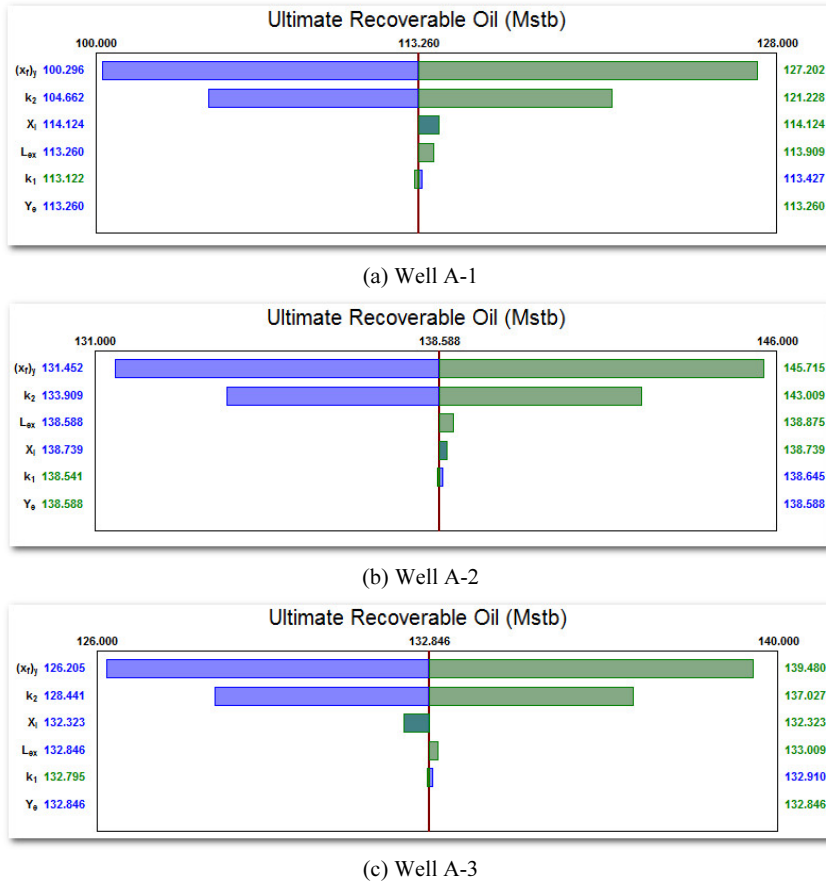 Ultimate Recoverable Oil (Mstb)
100.000 113.260 128.000
(xf)y 100.296 127.202
k2 104.662 121.228
Xi 114.124 114.124
Lex 113.260 113.909
k1 113.122 113.427
Ye 113.260 113.260
(a) Well A-1
Ultimate Recoverable Oil (Mstb)
131.000 138.588 146.000
(xf)y 131.452 145.715
k2 133.909 143.009
Lex 138.588 138.875
Xi 138.739 138.739
k1 138.541 138.645
Ye 138.588 138.588
(b) Well A-2
Ultimate Recoverable Oil (Mstb)
126.000 132.846 140.000
(xf)y 126.205 139.480
k2 128.441 137.027
Xi 132.323 132.323
Lex 132.846 133.009
k1 132.795 132.910
Ye 132.846 132.846
(c) Well A-3